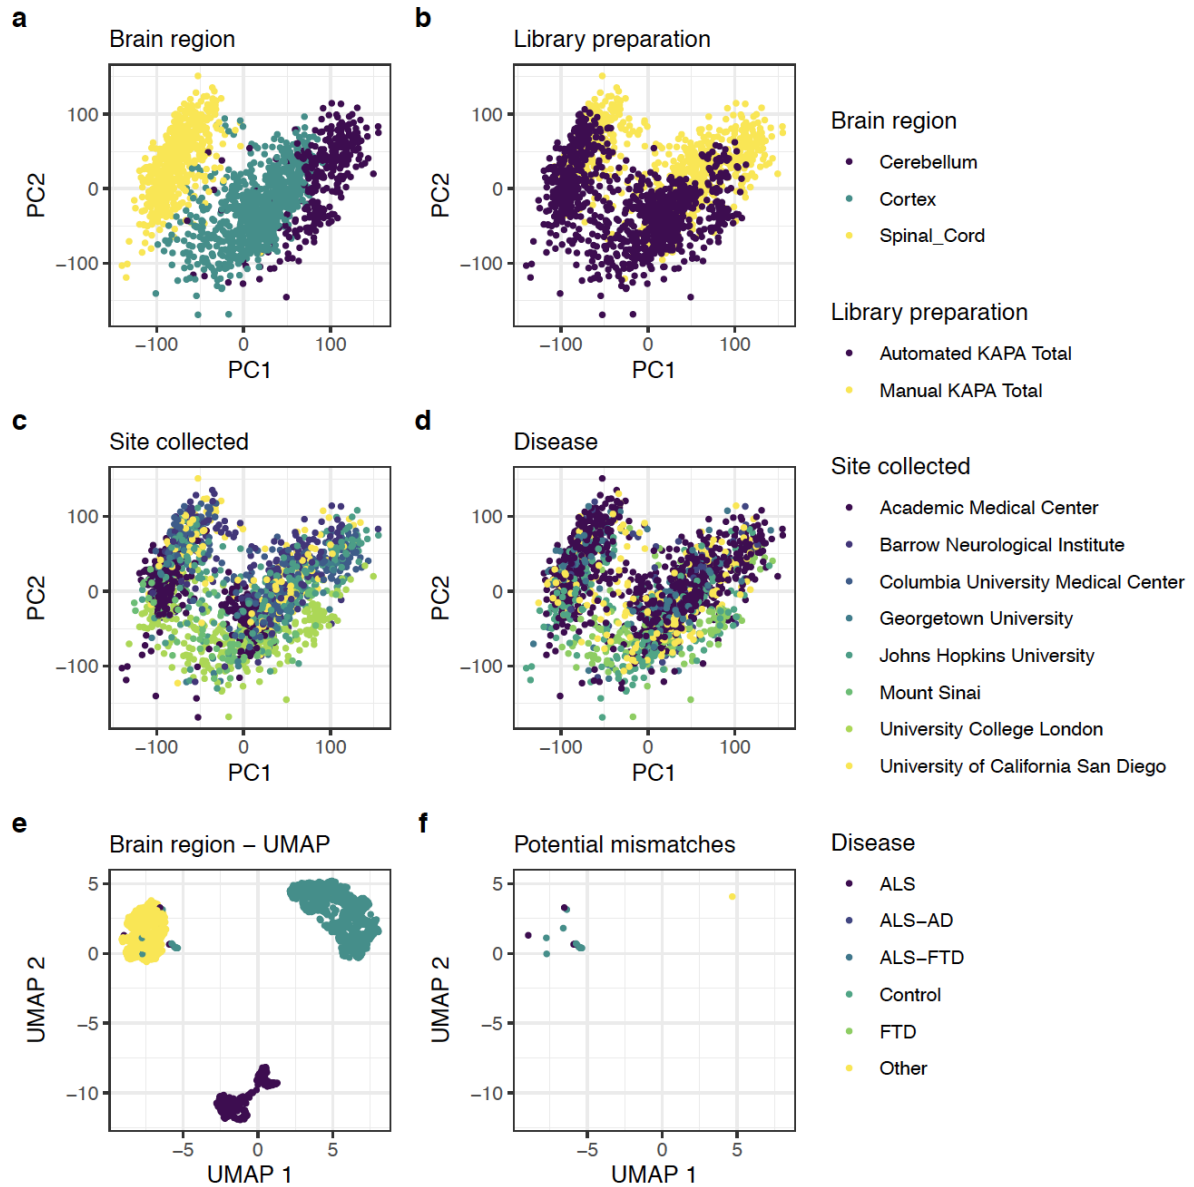 a
Brain region
100
0
−100
PC2
−100
0
100
PC1
b
Library preparation
100
0
−100
PC2
−100
0
100
PC1
Brain region
Cerebellum
Cortex
Spinal_Cord
Library preparation
Automated KAPA Total
Manual KAPA Total
c
Site collected
100
0
−100
PC2
−100
0
100
PC1
d
Disease
100
0
−100
PC2
−100
0
100
PC1
Site collected
Academic Medical Center
Barrow Neurological Institute
Columbia University Medical Center
Georgetown University
Johns Hopkins University
Mount Sinai
University College London
University of California San Diego
e
Brain region − UMAP
5
0
−5
−10
UMAP 2
−5
0
5
UMAP 1
f
Potential mismatches
5
0
−5
−10
UMAP 2
−5
0
5
UMAP 1
Disease
ALS
ALS−AD
ALS−FTD
Control
FTD
Other